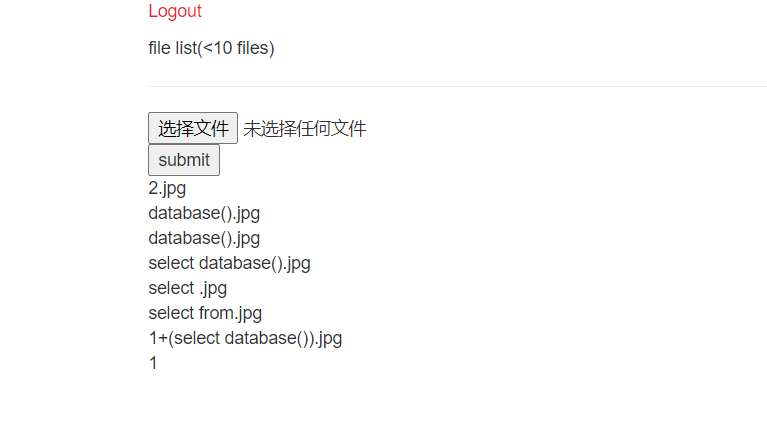 Logout
file list(<10 files)
选择文件 未选择任何文件
submit
2.jpg
database().jpg
database().jpg
select database().jpg
select .jpg
select from.jpg
1+(select database()).jpg
1